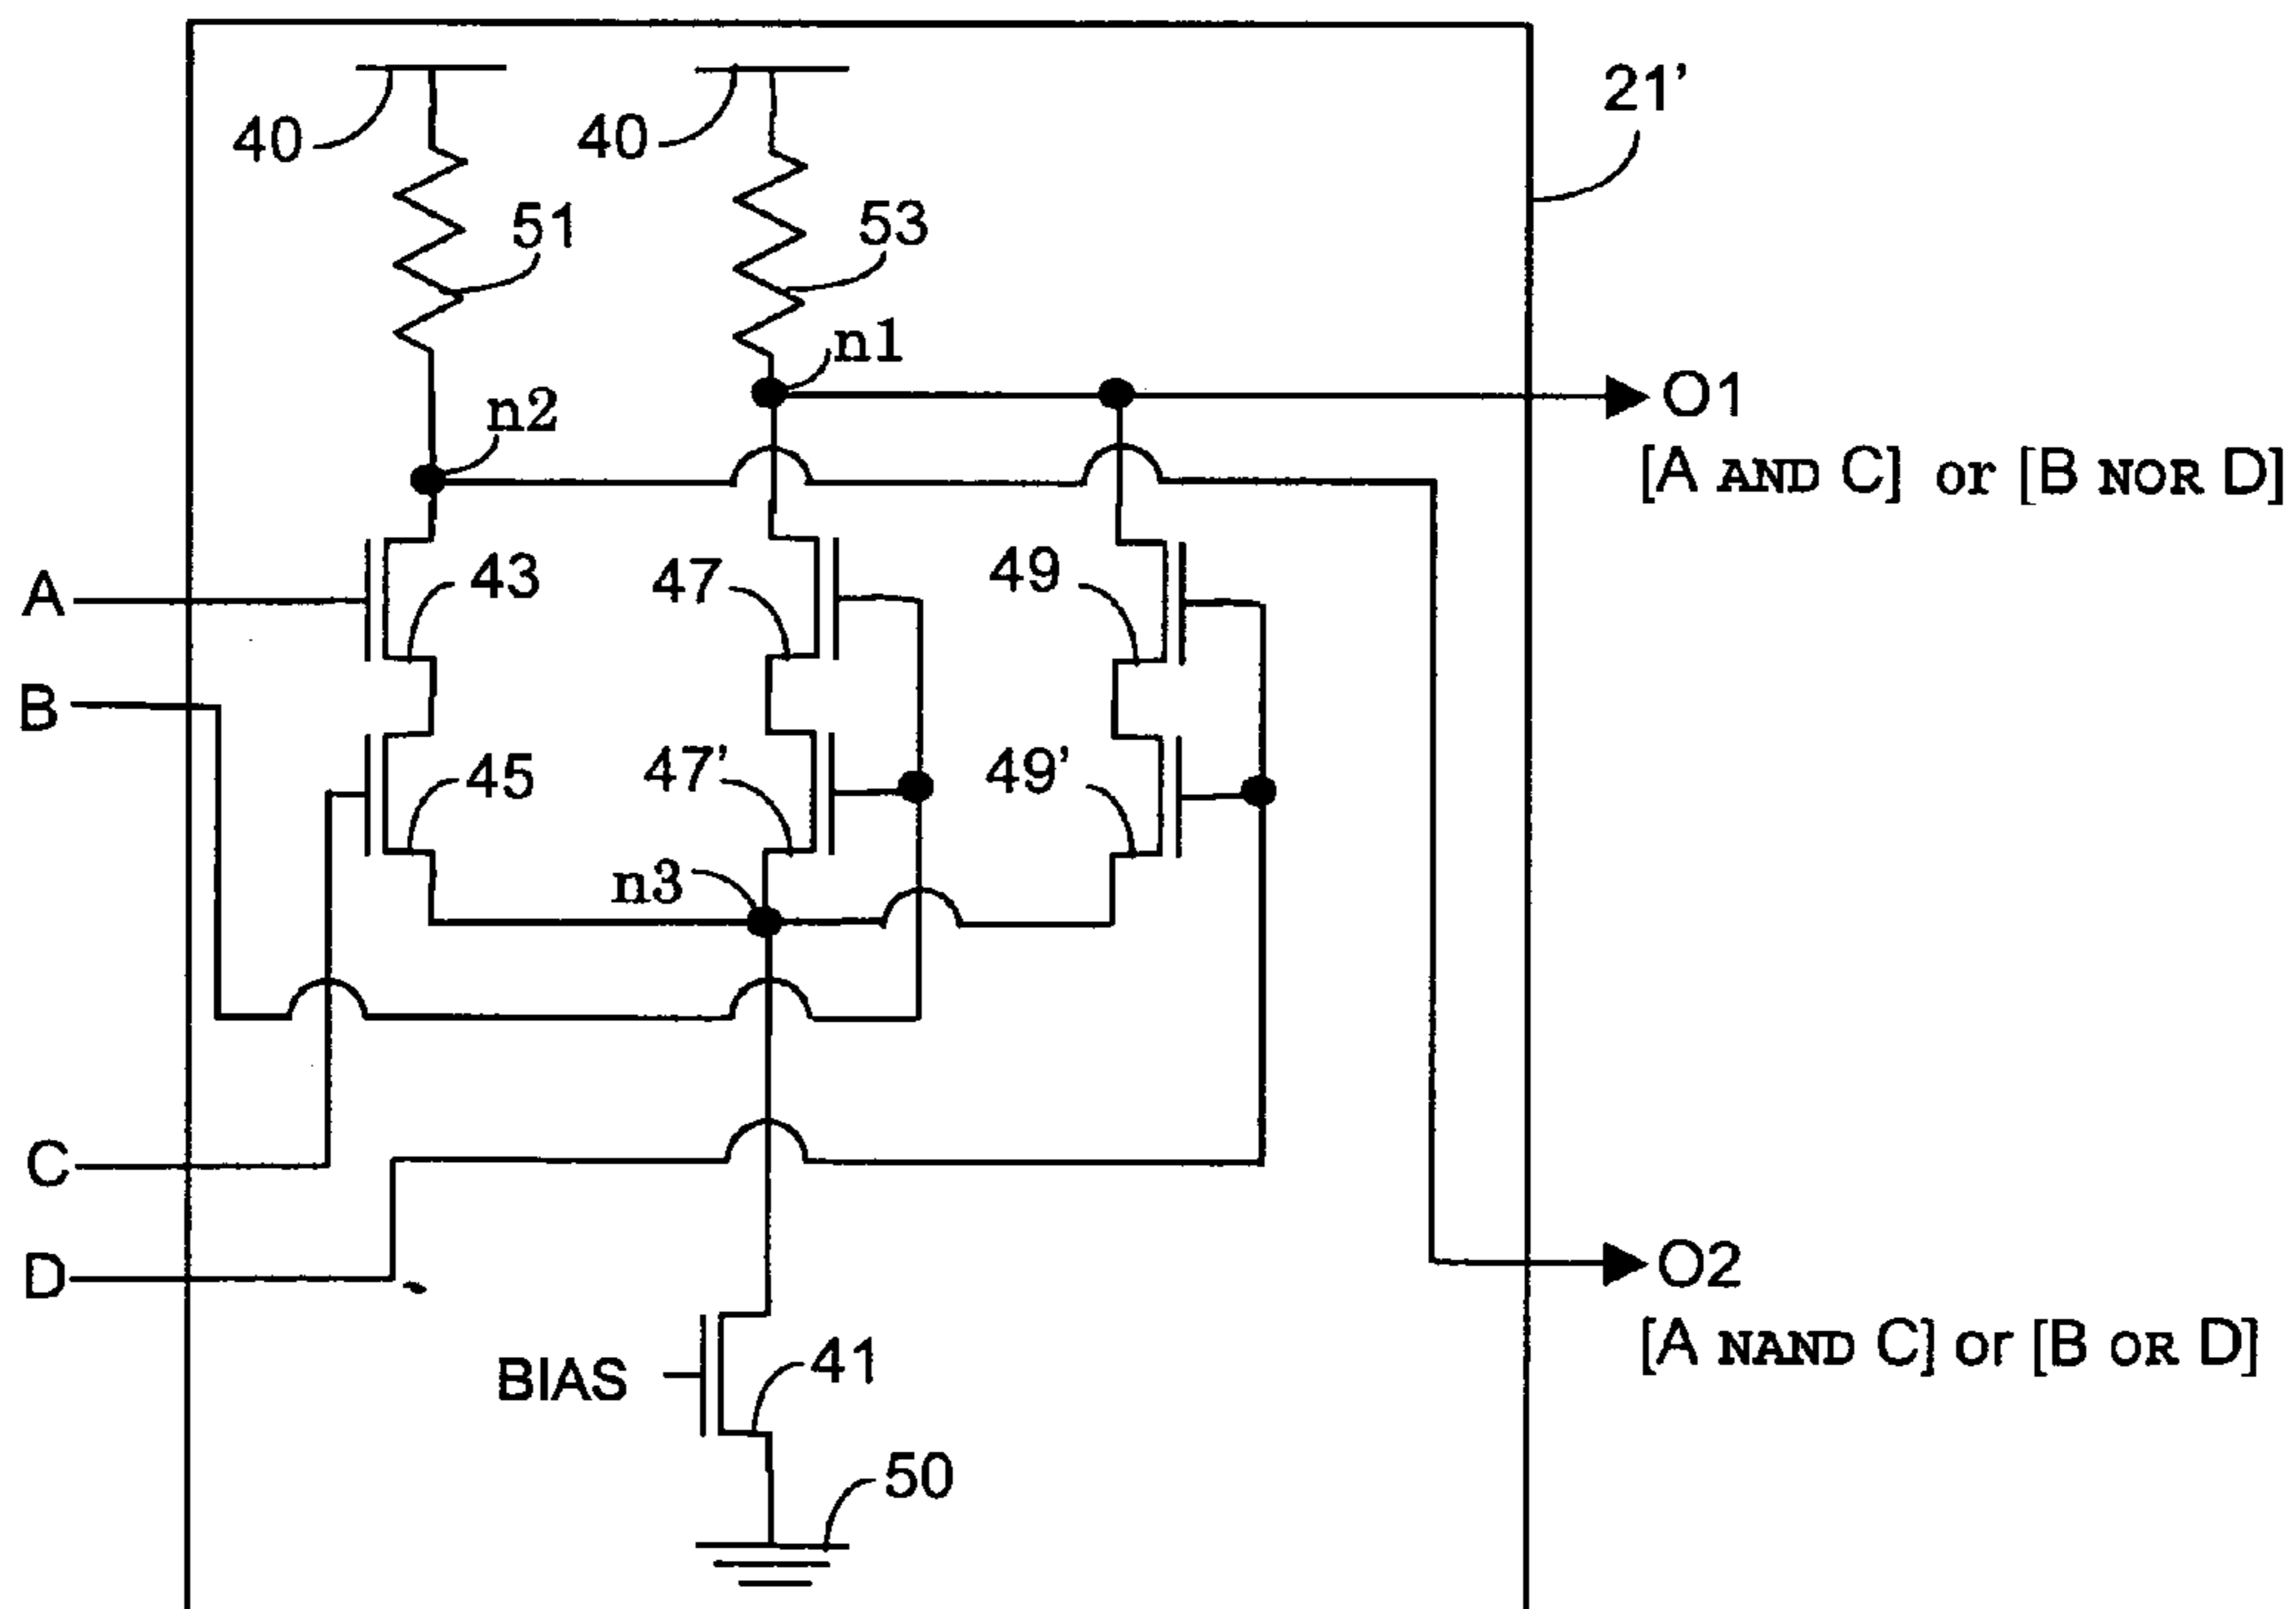 21'
40
40
51
53
n1
n2
O1
[A AND C] or [B NOR D]
A
43
47
49
B
45
47'
49'
n3
C
D
O2
[A NAND C] or [B OR D]
BIAS
41
50